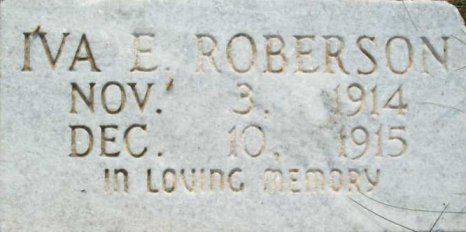 IVA E. ROBERSON
NOV. 3, 1914
DEC. 10, 1915
IN LOVING MEMORY